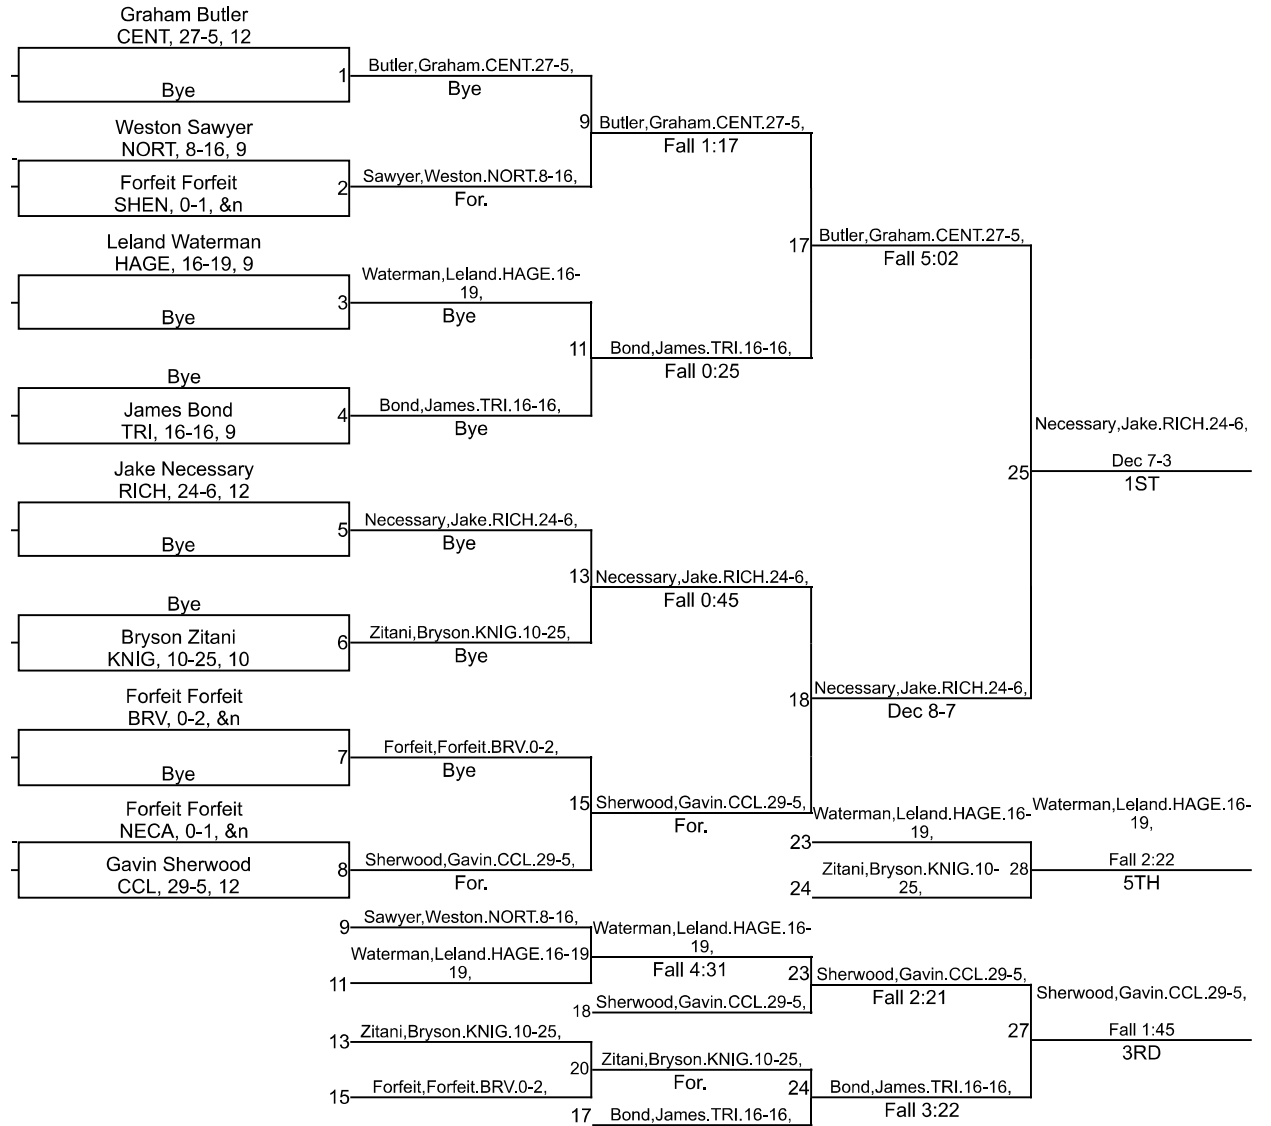 Graham Butler
CENT, 27-5, 12
Bye
1
Butler,Graham.CENT.27-5,
Bye
Weston Sawyer
NORT, 8-16, 9
Forfeit Forfeit
SHEN, 0-1, &n
2
Sawyer,Weston.NORT.8-16,
For.
9
Butler,Graham.CENT.27-5,
Fall 1:17
Leland Waterman
HAGE, 16-19, 9
Bye
3
Waterman,Leland.HAGE.16-
19,
Bye
Bye
James Bond
TRI, 16-16, 9
4
Bond,James.TRI.16-16,
Bye
11
Bond,James.TRI.16-16,
Fall 0:25
17
Butler,Graham.CENT.27-5,
Fall 5:02
Jake Necessary
RICH, 24-6, 12
Bye
5
Necessary,Jake.RICH.24-6,
Bye
Bye
Bryson Zitani
KNIG, 10-25, 10
6
Zitani,Bryson.KNIG.10-25,
Bye
13
Necessary,Jake.RICH.24-6,
Fall 0:45
Forfeit Forfeit
BRV, 0-2, &n
Bye
7
Forfeit,Forfeit.BRV.0-2,
Bye
Forfeit Forfeit
NECA, 0-1, &n
Gavin Sherwood
CCL, 29-5, 12
8
Sherwood,Gavin.CCL.29-5,
For.
15
Sherwood,Gavin.CCL.29-5,
For.
18
Necessary,Jake.RICH.24-6,
Dec 8-7
25
Necessary,Jake.RICH.24-6,
Dec 7-3
1ST
23
Waterman,Leland.HAGE.16-
19,
24
Zitani,Bryson.KNIG.10-
25,
28
Waterman,Leland.HAGE.16-
19,
Fall 2:22
5TH
9
Sawyer,Weston.NORT.8-16,
11
Waterman,Leland.HAGE.16-19
19,
Waterman,Leland.HAGE.16-
19,
Fall 4:31
18
Sherwood,Gavin.CCL.29-5,
23
Sherwood,Gavin.CCL.29-5,
Fall 2:21
13
Zitani,Bryson.KNIG.10-25,
15
Forfeit,Forfeit.BRV.0-2,
20
Zitani,Bryson.KNIG.10-25,
For.
17
Bond,James.TRI.16-16,
24
Bond,James.TRI.16-16,
Fall 3:22
27
Sherwood,Gavin.CCL.29-5,
Fall 1:45
3RD